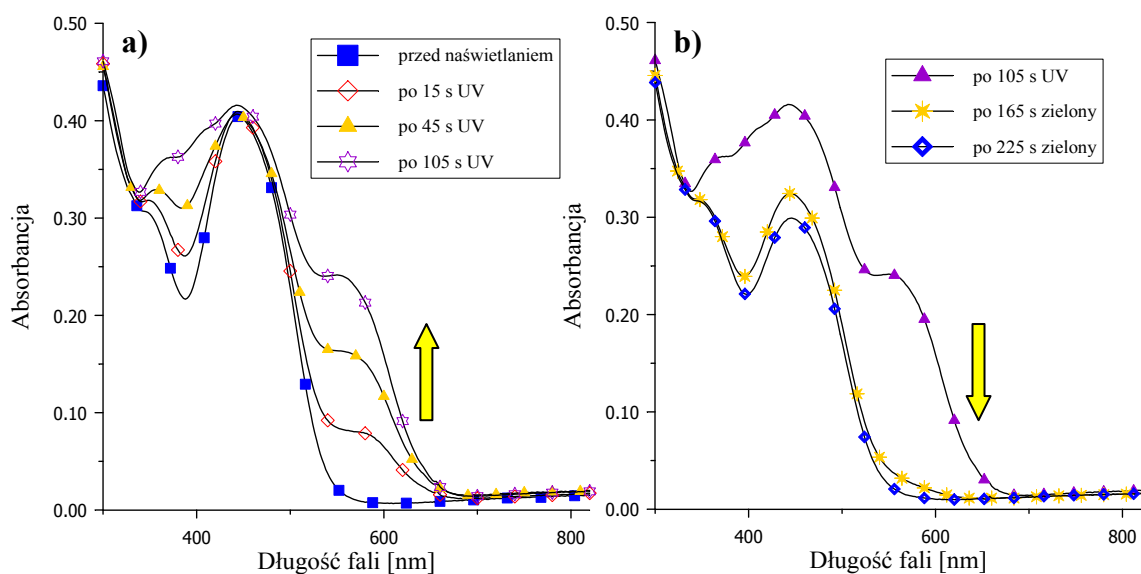 a)
przed naświetlaniem
po 15 s UV
po 45 s UV
po 105 s UV
0.50
0.40
0.30
0.20
0.10
0.00
Absorbancja
400
600
800
Długość fali [nm]
b)
po 105 s UV
po 165 s zielony
po 225 s zielony
0.50
0.40
0.30
0.20
0.10
0.00
Absorbancja
400
600
800
Długość fali [nm]